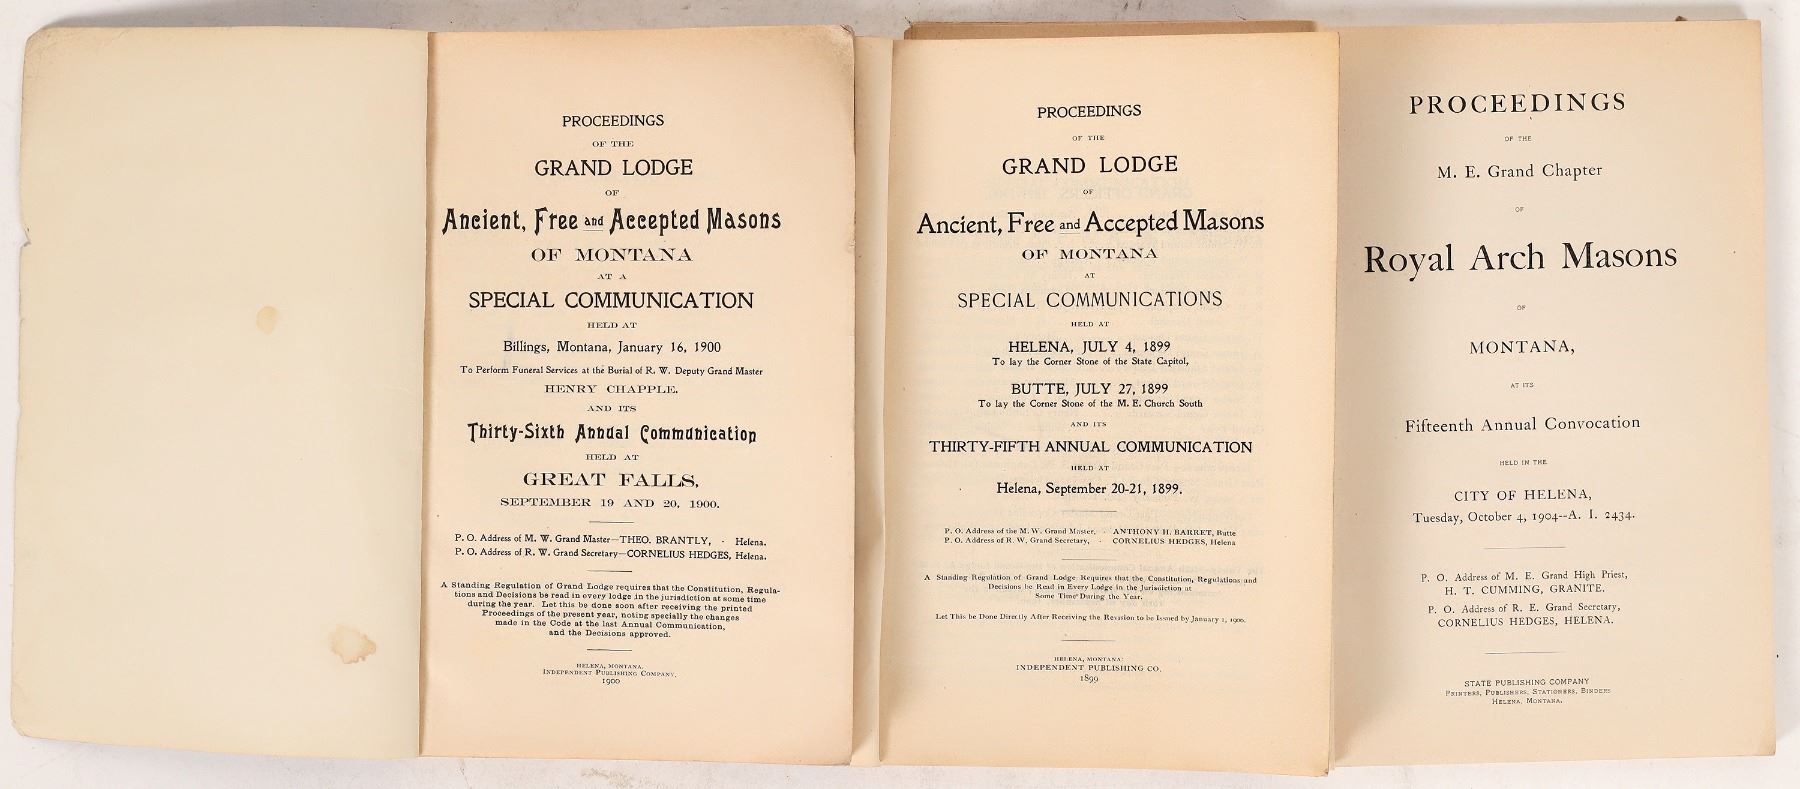 PROCEEDINGS
OF THE
GRAND LODGE
OF
Ancient, Free and Accepted Masons
OF MONTANA
AT A
SPECIAL COMMUNICATION
HELD AT
Billings, Montana, January 16, 1900
To Perform Funeral Services at the Burial of R. W. Deputy Grand Master
HENRY CHAPPLE.
AND ITS
Thirty-Sixth Annual Communication
HELD AT
GREAT FALLS,
SEPTEMBER 19 AND 20, 1900.
P. O. Address of M. W. Grand Master—THEO. BRANTLY, - Helena.
P. O. Address of R. W. Grand Secretary—CORNELIUS HEDGES, Helena.
A Standing Regulation of Grand Lodge requires that the Constitution, Regula-
tions and Decisions be read in every lodge in the jurisdiction at some time
during the year. Let this be done soon after receiving the printed
Proceedings of the present year, noting specially the changes
made in the Code at the last Annual Communication,
and the Decisions approved.
HELENA, MONTANA.
INDEPENDENT PUBLISHING COMPANY.
1900
PROCEEDINGS
OF THE
GRAND LODGE
OF
Ancient, Free and Accepted Masons
OF MONTANA
AT
SPECIAL COMMUNICATIONS
HELD AT
HELENA, JULY 4, 1899
To lay the Corner Stone of the State Capitol,
BUTTE, JULY 27, 1899
To lay the Corner Stone of the M. E. Church South
AND ITS
THIRTY-FIFTH ANNUAL COMMUNICATION
HELD AT
Helena, September 20-21, 1899.
P. O. Address of the M. W. Grand Master, - ANTHONY H. BARRET, Butte
P. O. Address of R. W. Grand Secretary, - CORNELIUS HEDGES, Helena
A Standing Regulation of Grand Lodge Requires that the Constitution, Regulations and
Decisions be Read in Every Lodge in the Jurisdiction at
Some Time During the Year.
Let This be Done Directly After Receiving the Revision to be Issued by January 1, 1900.
HELENA, MONTANA:
INDEPENDENT PUBLISHING CO.
1899
PROCEEDINGS
OF THE
M. E. Grand Chapter
OF
Royal Arch Masons
OF
MONTANA,
AT ITS
Fifteenth Annual Convocation
HELD IN THE
CITY OF HELENA,
Tuesday, October 4, 1904--A. I. 2434.
P. O. Address of M. E. Grand High Priest,
H. T. CUMMING, GRANITE.
P. O. Address of R. E. Grand Secretary,
CORNELIUS HEDGES, HELENA.
STATE PUBLISHING COMPANY
PRINTERS, PUBLISHERS, STATIONERS, BINDERS
HELENA, MONTANA.